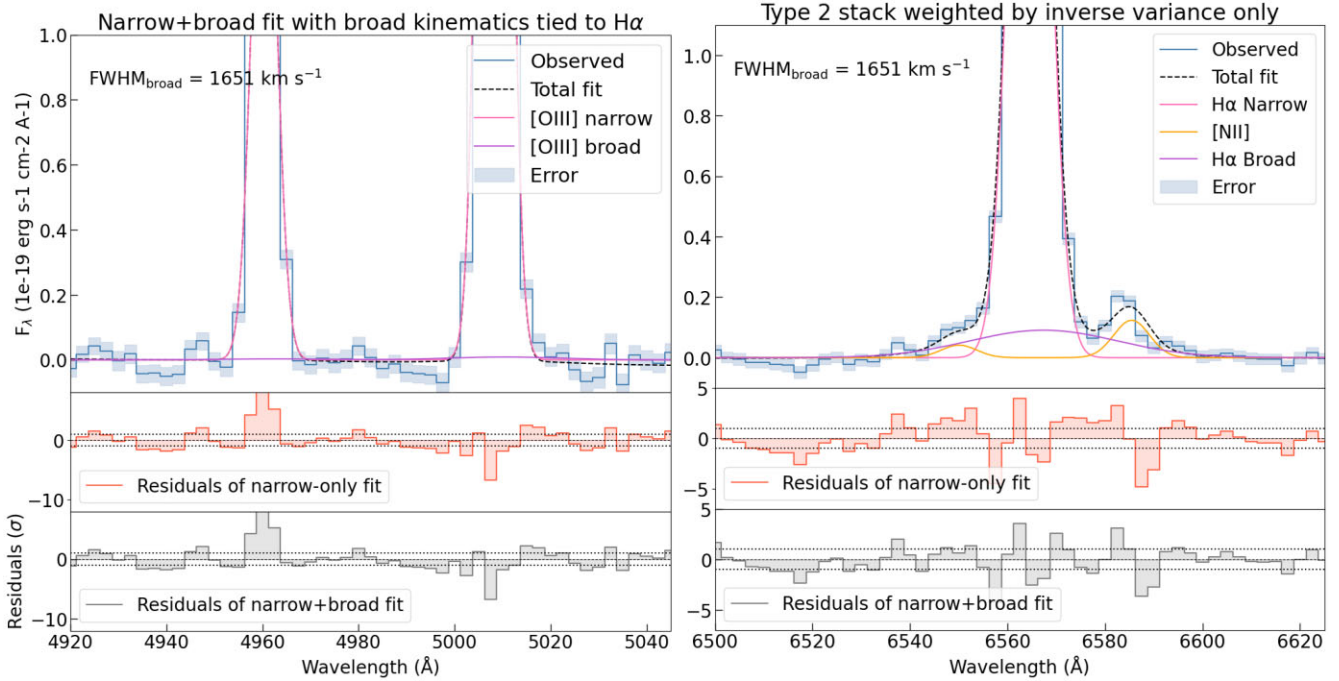 Narrow+broad fit with broad kinematics tied to Hα
FWHM_broad = 1651 km s⁻¹
Observed
Total fit
[OIII] narrow
[OIII] broad
Error
F_λ (1e-19 erg s-1 cm-2 A-1)
1.0
0.8
0.6
0.4
0.2
0.0
0
−10
Residuals of narrow-only fit
0
−10
Residuals of narrow+broad fit
Residuals (σ)
4920 4940 4960 4980 5000 5020 5040
Wavelength (Å)
Type 2 stack weighted by inverse variance only
FWHM_broad = 1651 km s⁻¹
Observed
Total fit
Hα Narrow
[NII]
Hα Broad
Error
1.0
0.8
0.6
0.4
0.2
0.0
5
0
−5
Residuals of narrow-only fit
5
0
−5
Residuals of narrow+broad fit
6500 6520 6540 6560 6580 6600 6620
Wavelength (Å)